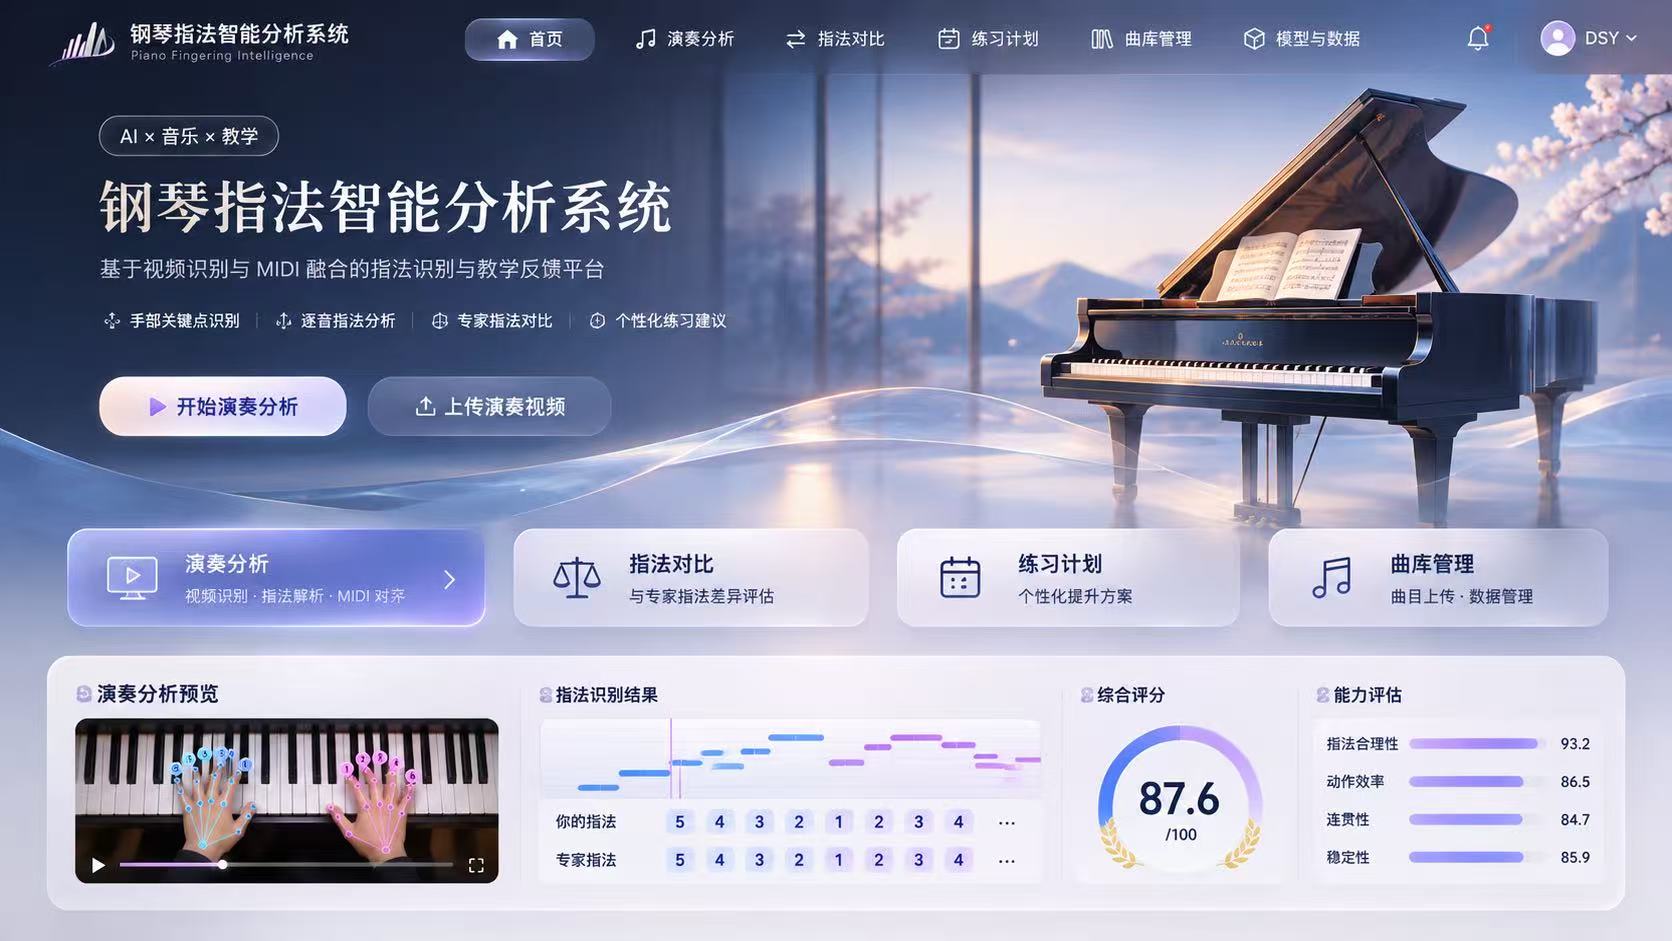 钢琴指法智能分析系统
Piano Fingering Intelligence
首页
演奏分析
指法对比
练习计划
曲库管理
模型与数据
DSY
AI × 音乐 × 教学
钢琴指法智能分析系统
基于视频识别与 MIDI 融合的指法识别与教学反馈平台
手部关键点识别
逐音指法分析
专家指法对比
个性化练习建议
开始演奏分析
上传演奏视频
演奏分析
视频识别 · 指法解析 · MIDI 对
指法对比
与专家指法差异评估
练习计划
个性化提升方案
曲库管理
曲目上传 · 数据管理
演奏分析预览
指法识别结果
你的指法 5 4 3 2 1 2 3 4 ···
专家指法 5 4 3 2 1 2 3 4 ···
综合评分
87.6
/100
能力评估
指法合理性 93.2
动作效率 86.5
连贯性 84.7
稳定性 85.9